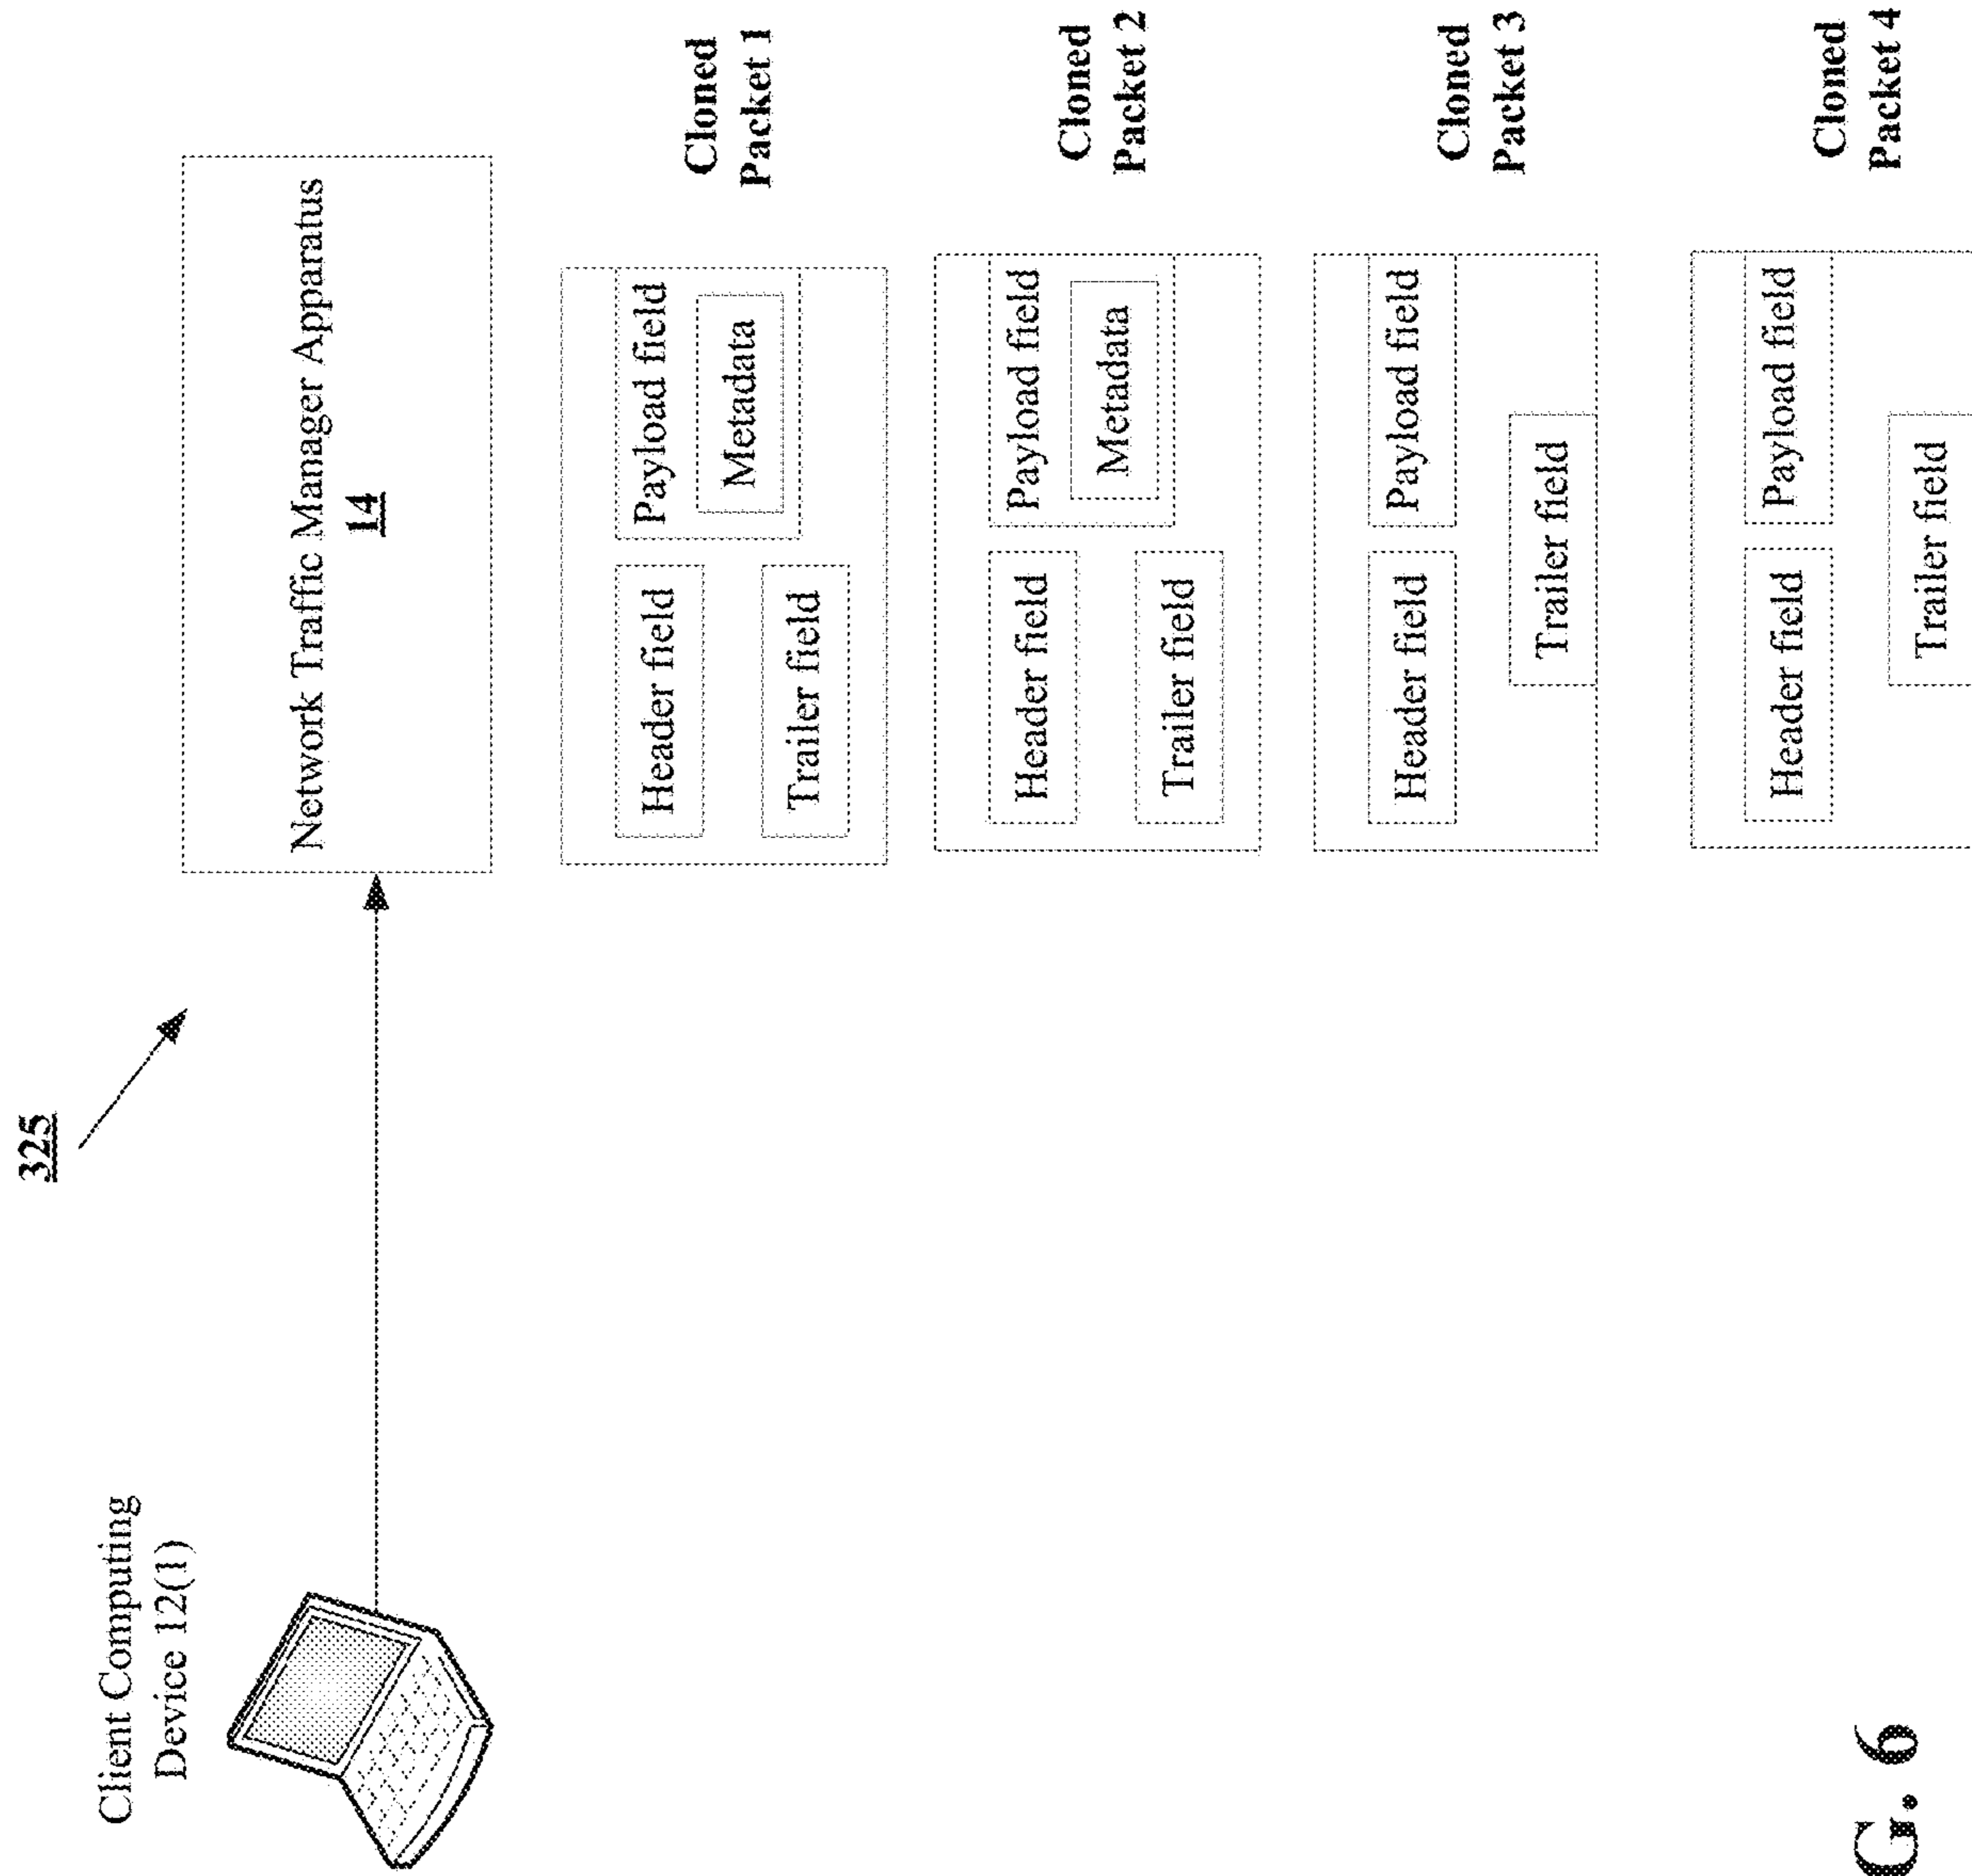 325
Client Computing
Device 12(1)
Network Traffic Manager Apparatus
14
Header field
Payload field
Metadata
Trailer field
Cloned
Packet 1
Header field
Payload field
Metadata
Trailer field
Cloned
Packet 2
Header field
Payload field
Trailer field
Cloned
Packet 3
Header field
Payload field
Trailer field
Cloned
Packet 4
G. 6